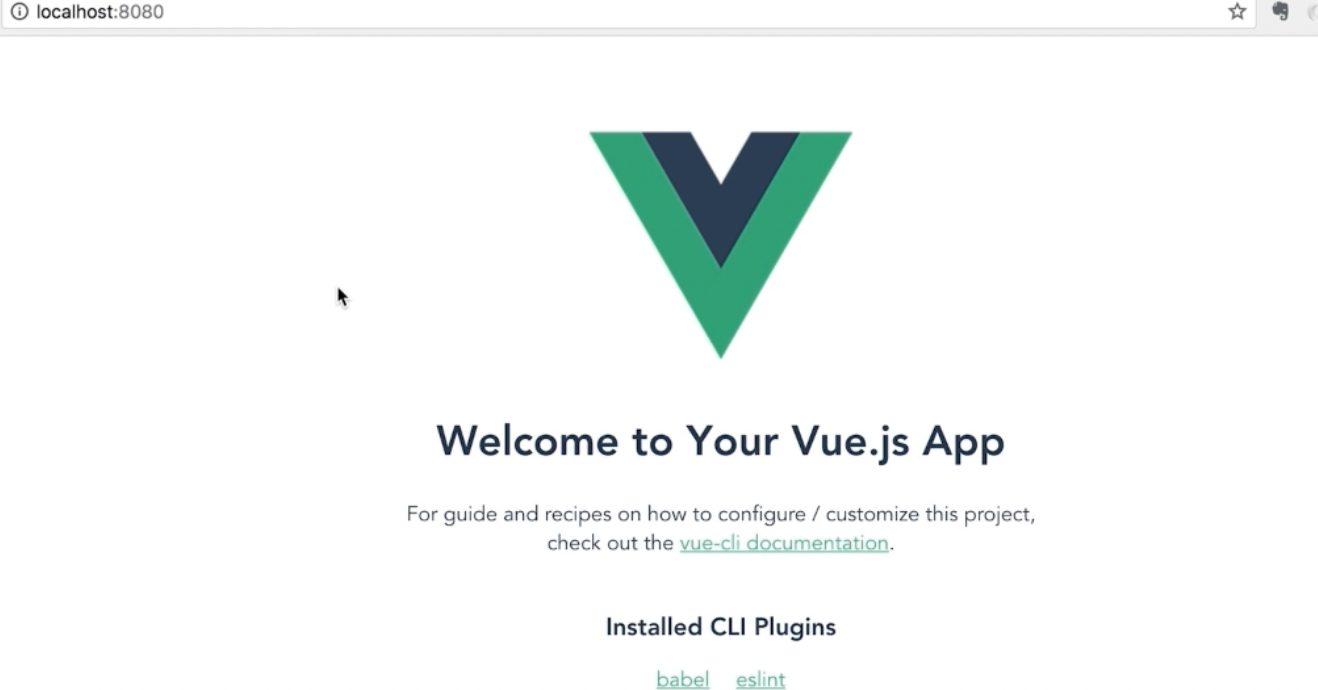 localhost:8080
Welcome to Your Vue.js App
For guide and recipes on how to configure / customize this project,
check out the vue-cli documentation.
Installed CLI Plugins
babel eslint